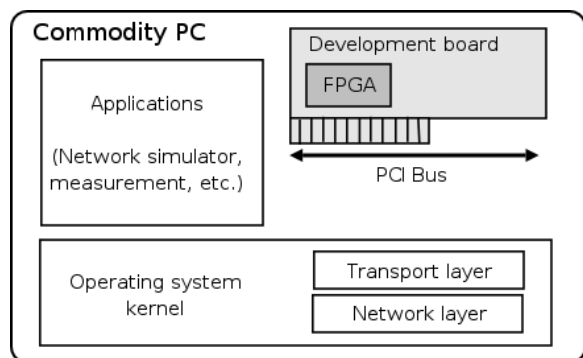 Commodity PC
Applications
(Network simulator,
measurement, etc.)
Development board
FPGA
PCI Bus
Operating system
kernel
Transport layer
Network layer